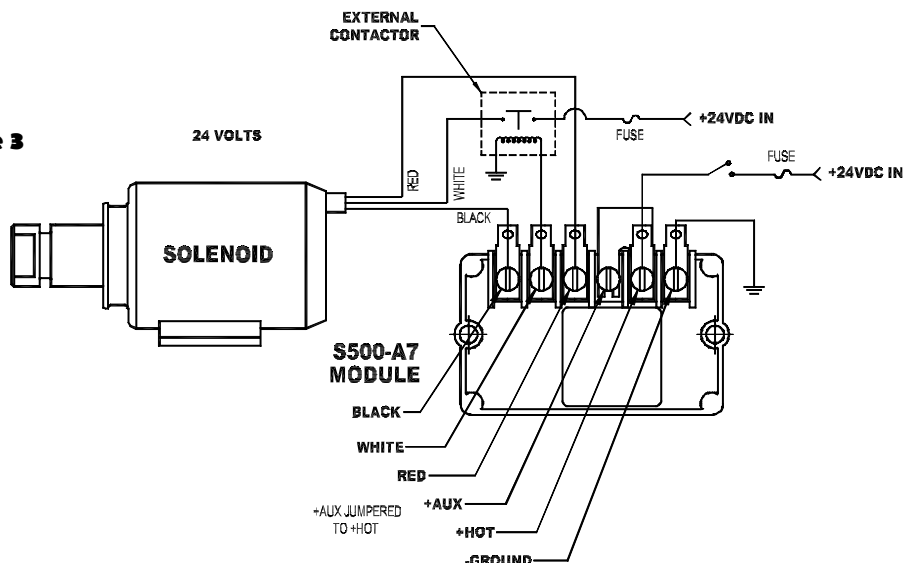 EXTERNAL
CONTACTOR
3
24 VOLTS
+24VDC IN
FUSE
FUSE
+24VDC IN
RED
WHITE
BLACK
SOLENOID
S500-A7
MODULE
BLACK
WHITE
RED
+AUX
+AUX JUMPERED
TO +HOT
+HOT
-GROUND